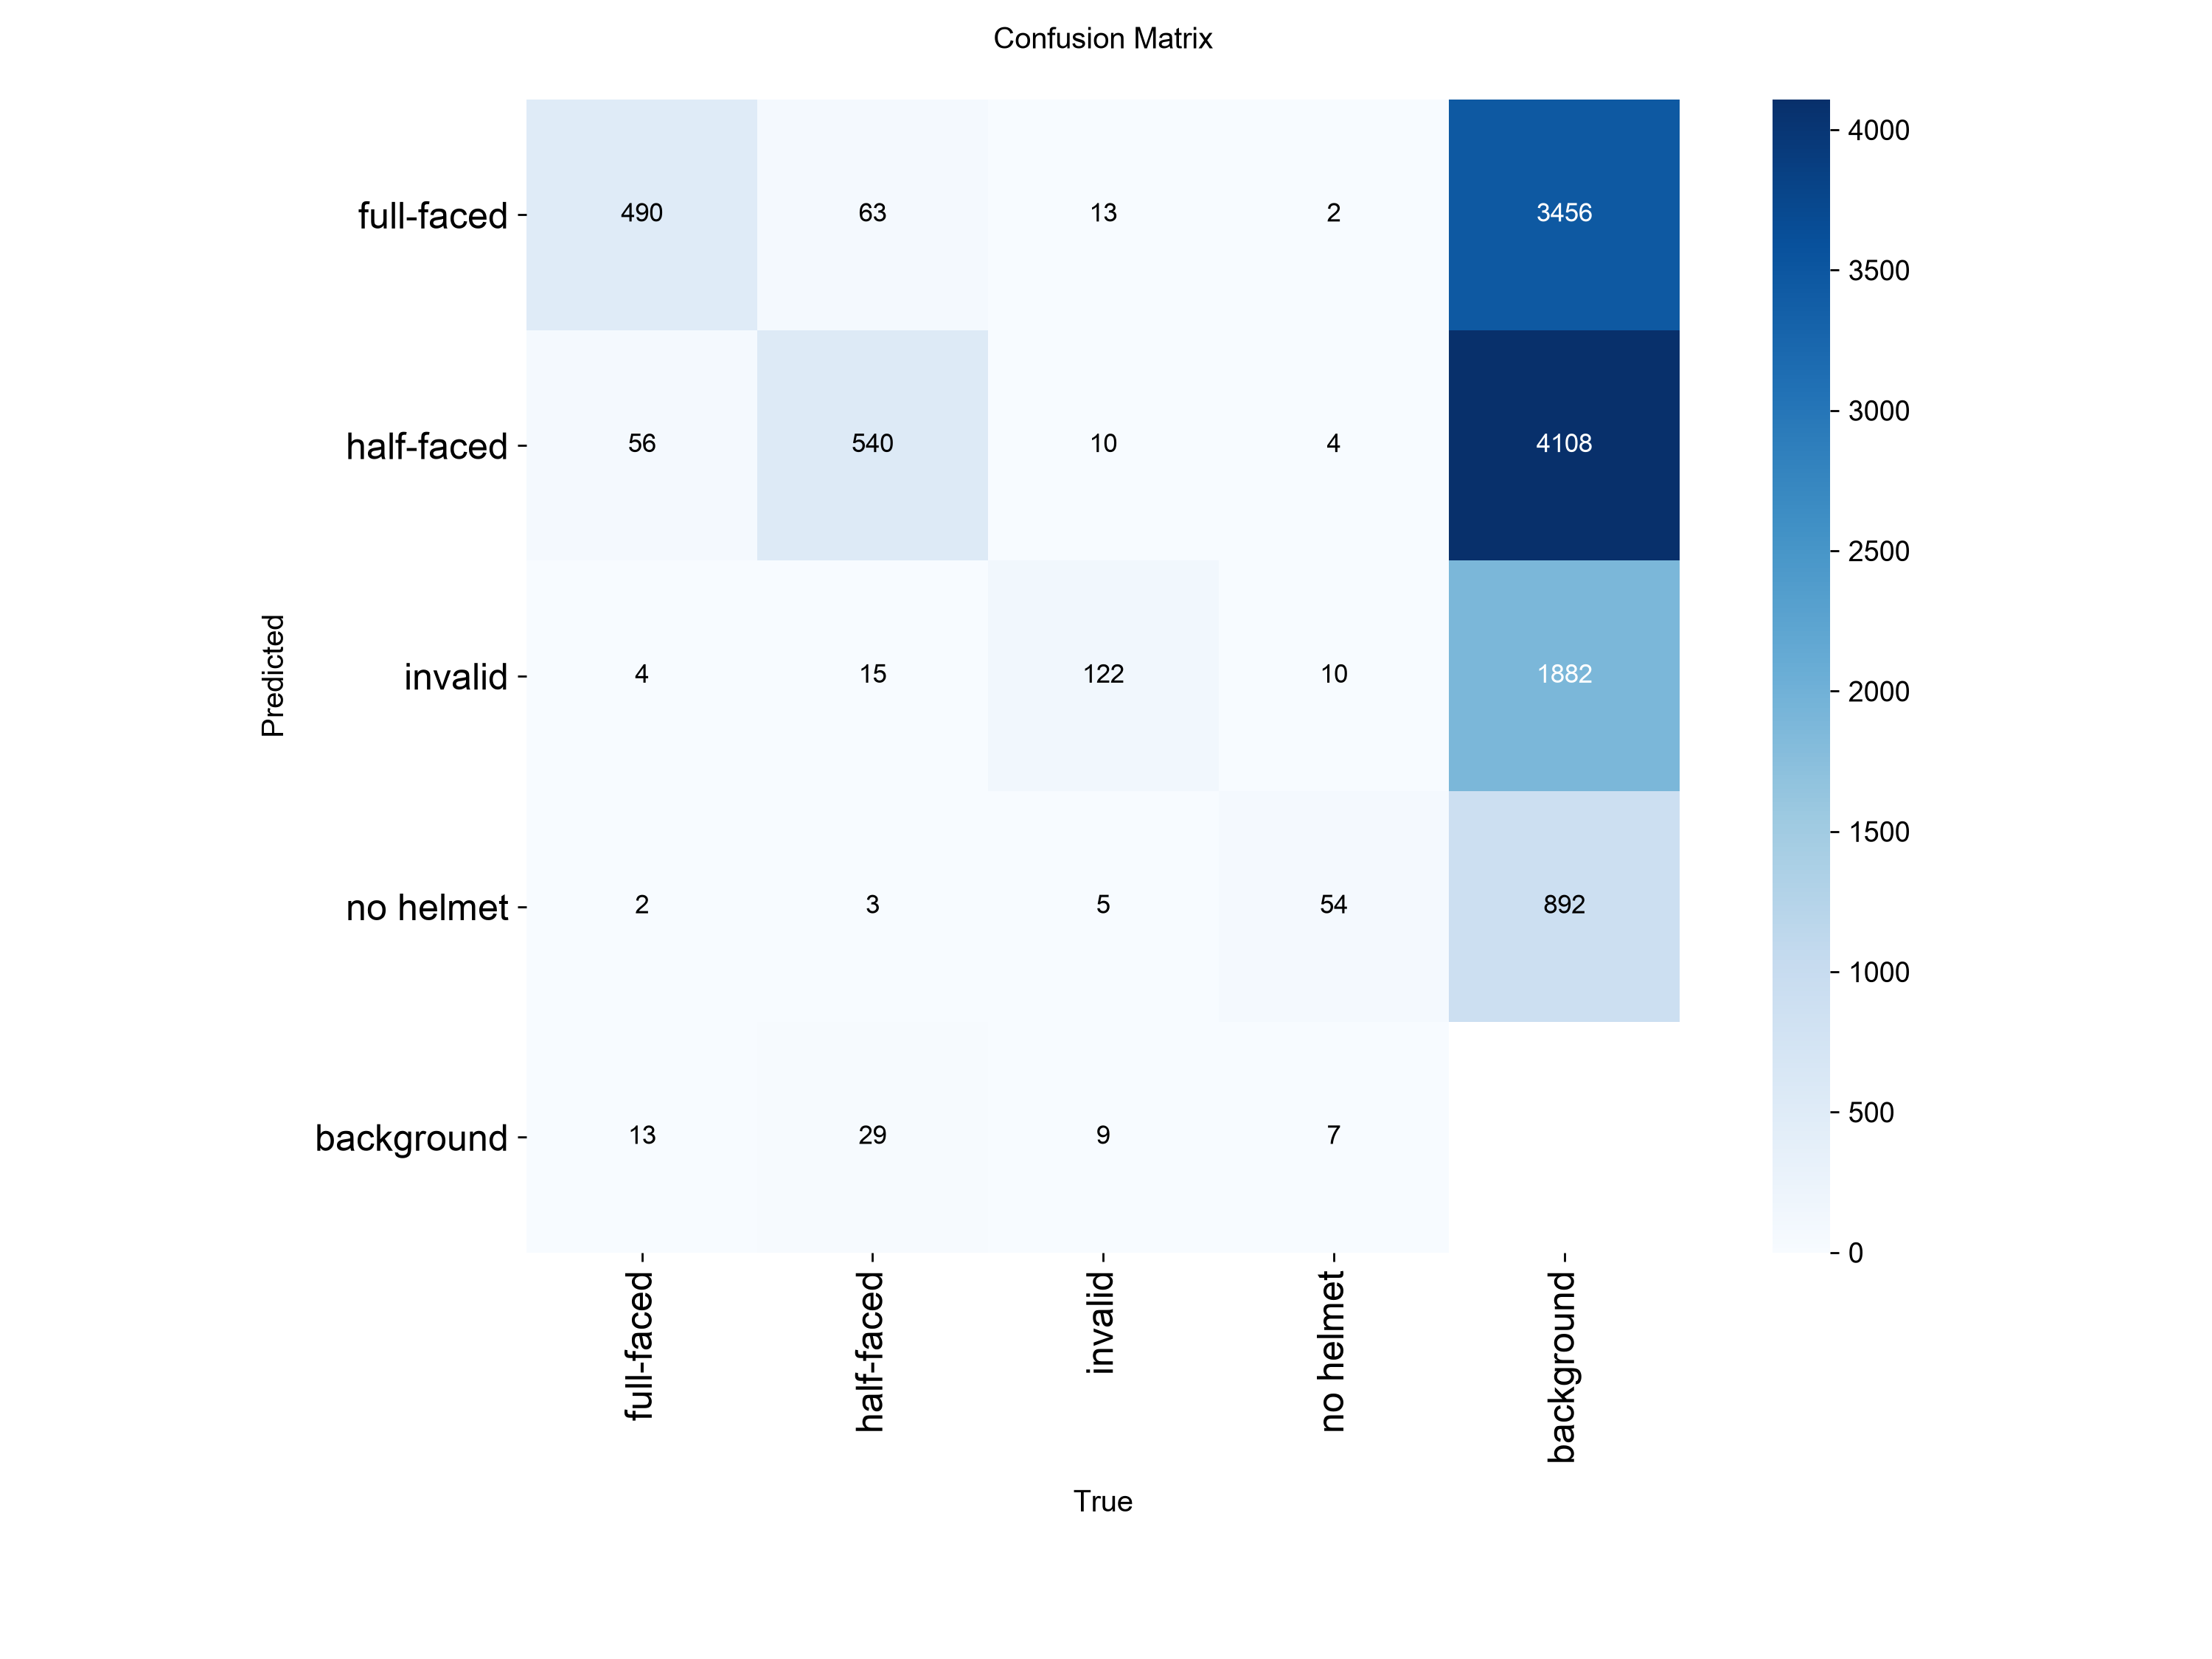 Confusion Matrix
full-faced 490 63 13 2 3456
half-faced 56 540 10 4 4108
invalid 4 15 122 10 1882
no helmet 2 3 5 54 892
background 13 29 9 7
Predicted
full-faced half-faced invalid no helmet background
True
4000
3500
3000
2500
2000
1500
1000
500
0